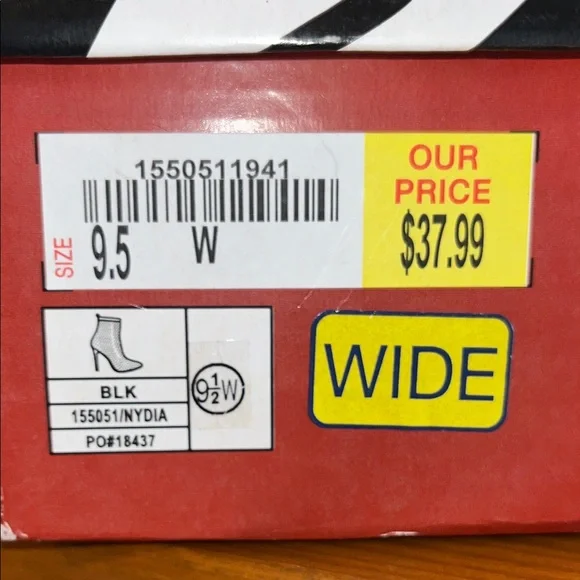 1550511941
SIZE 9.5 W
OUR
PRICE
$37.99
BLK
155051/NYDIA
PO#18437
9½W
WIDE